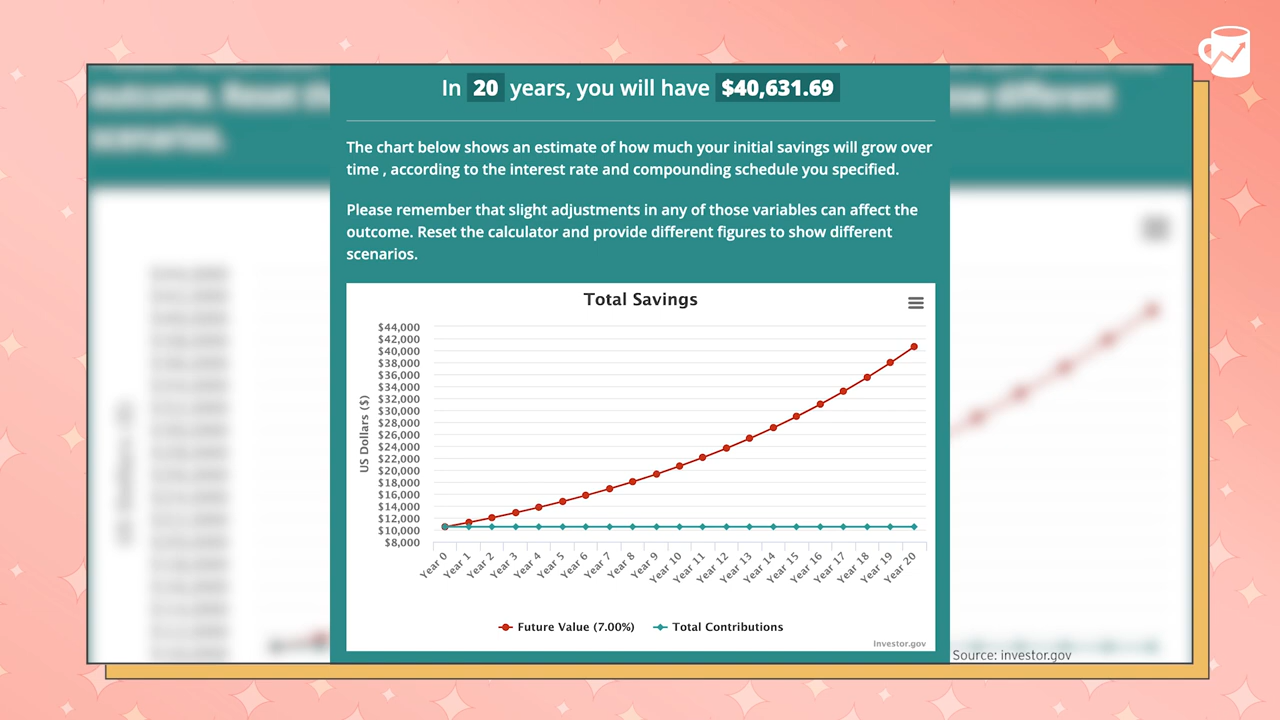 In 20 years, you will have $40,631.69
The chart below shows an estimate of how much your initial savings will grow over
time , according to the interest rate and compounding schedule you specified.
Please remember that slight adjustments in any of those variables can affect the
outcome. Reset the calculator and provide different figures to show different
scenarios.
Total Savings
US Dollars ($)
$44,000
$42,000
$40,000
$38,000
$36,000
$34,000
$32,000
$30,000
$28,000
$26,000
$24,000
$22,000
$20,000
$18,000
$16,000
$14,000
$12,000
$10,000
$8,000
Year 0
Year 1
Year 2
Year 3
Year 4
Year 5
Year 6
Year 7
Year 8
Year 9
Year 10
Year 11
Year 12
Year 13
Year 14
Year 15
Year 16
Year 17
Year 18
Year 19
Year 20
Future Value (7.00%)
Total Contributions
Investor.gov
Source: investor.gov